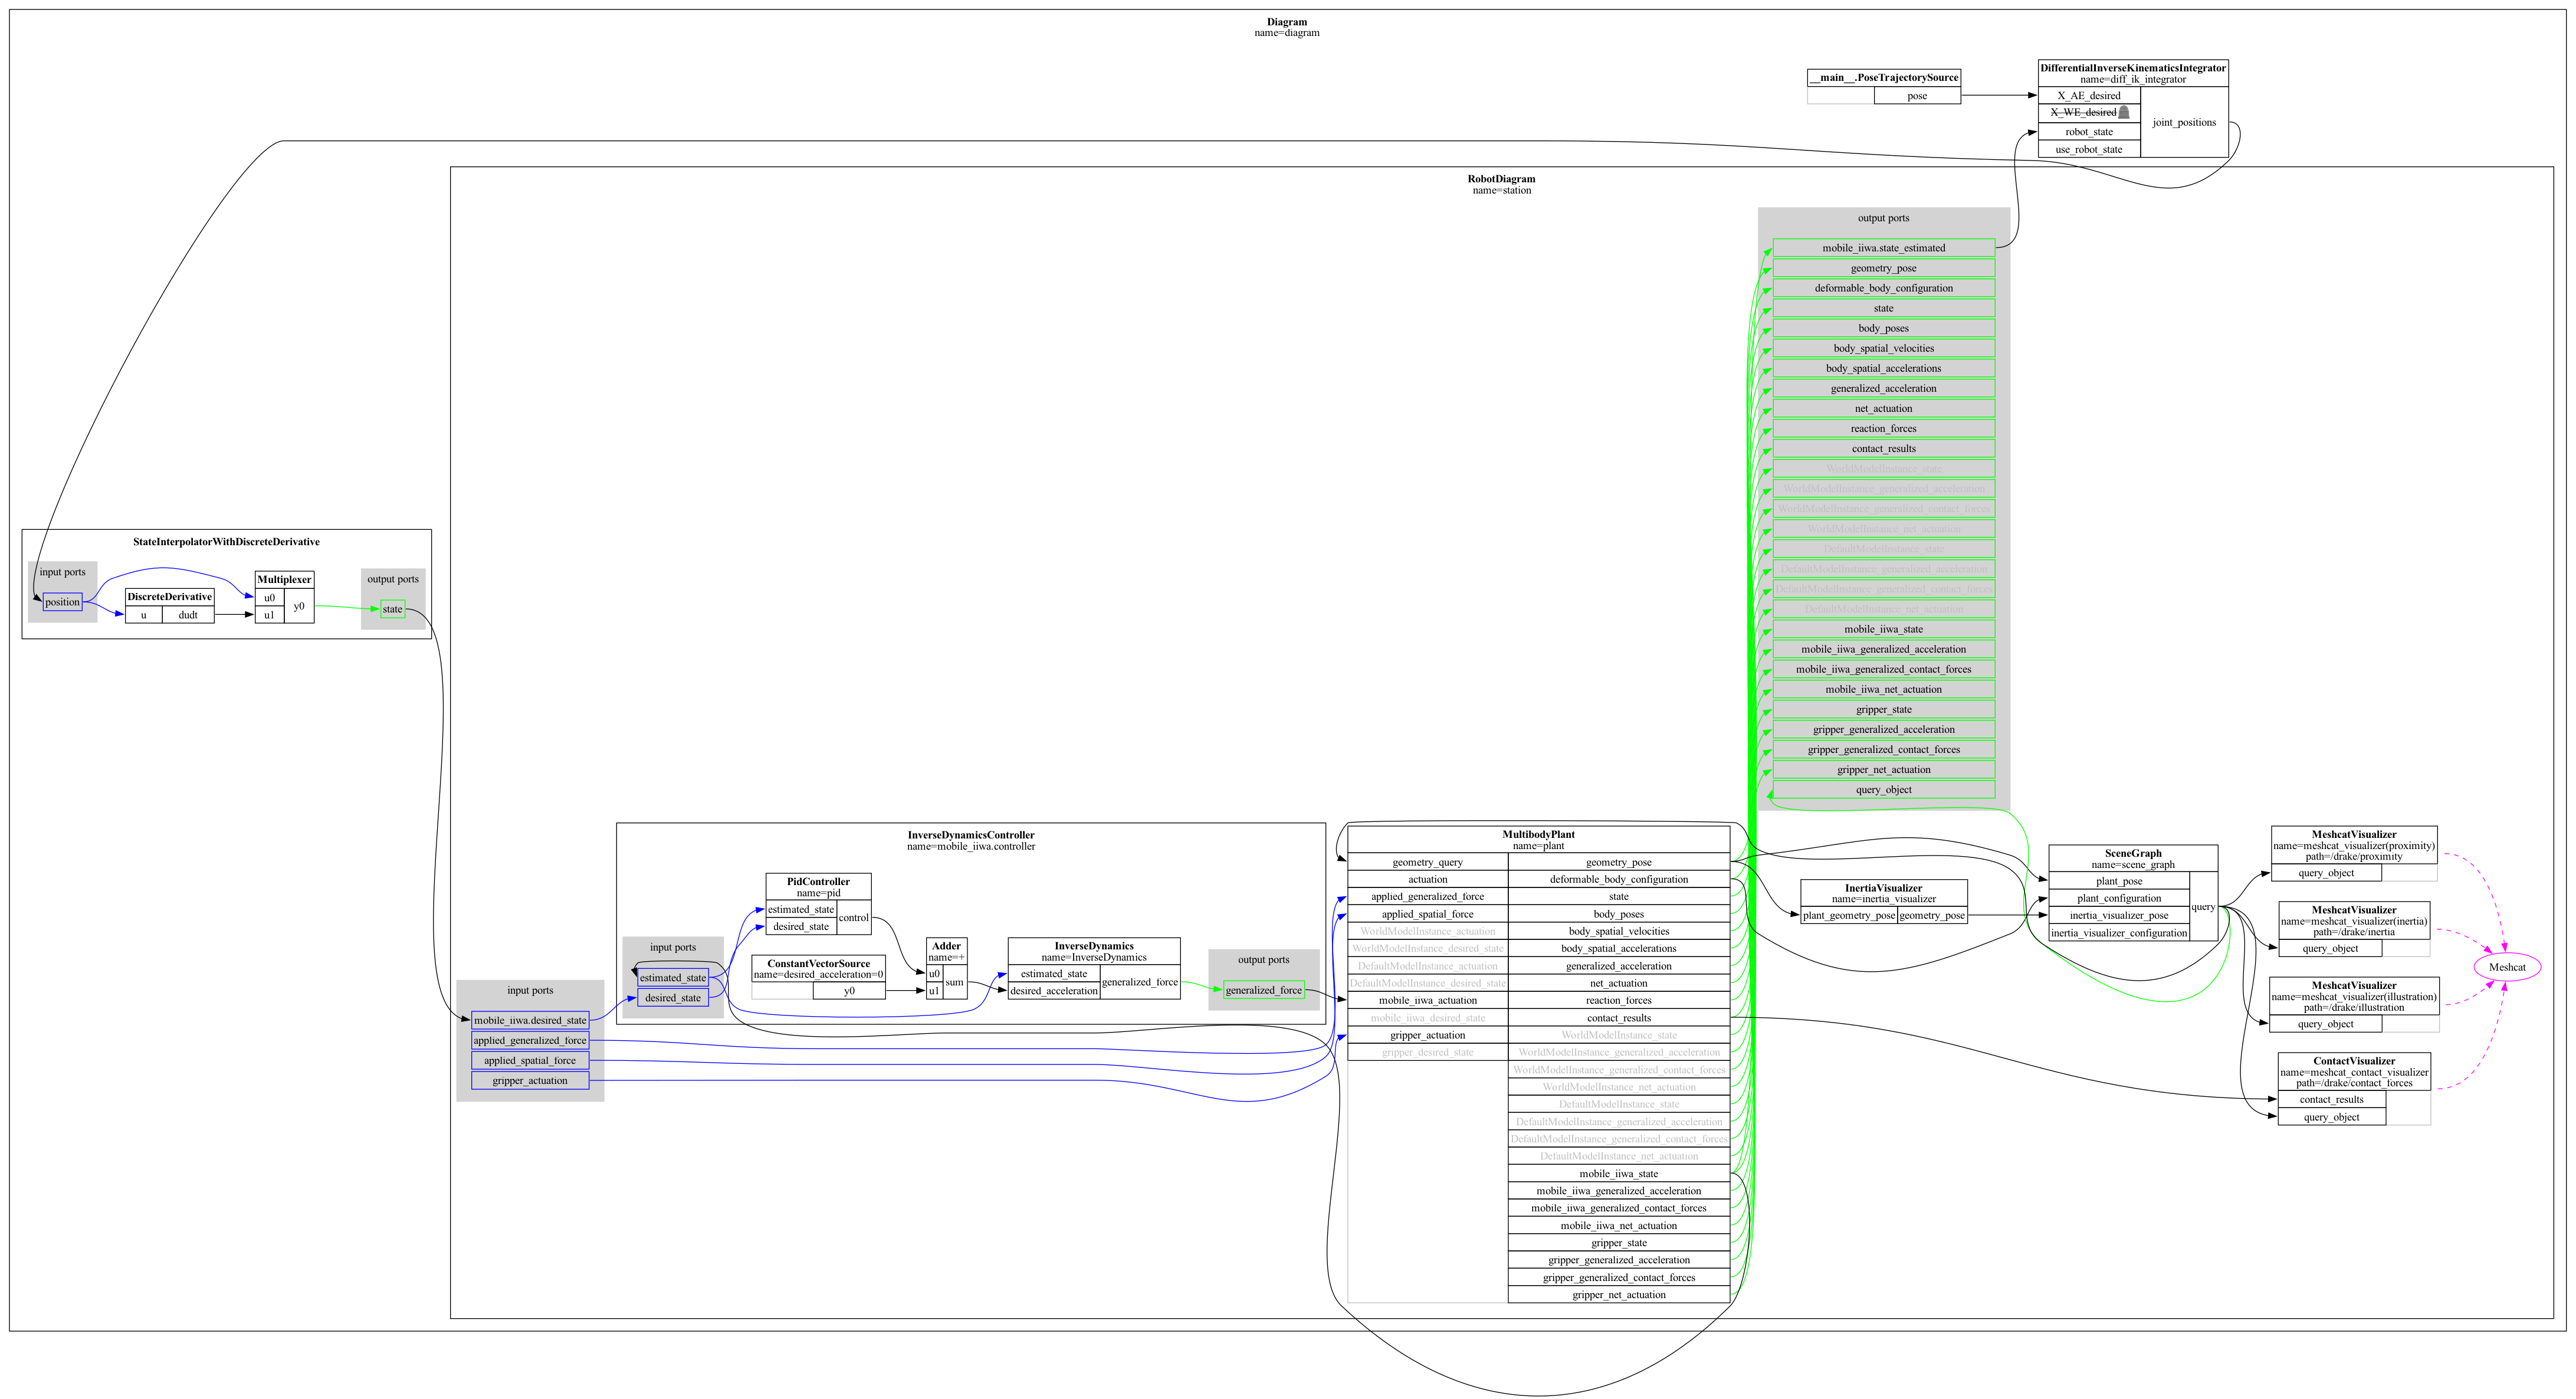 Diagram
name=diagram
__main__.PoseTrajectorySource
pose
DifferentialInverseKinematicsIntegrator
name=diff_ik_integrator
X_AE_desired
X_WE_desired
robot_state
use_robot_state
joint_positions
RobotDiagram
name=station
output ports
mobile_iiwa.state_estimated
geometry_pose
deformable_body_configuration
state
body_poses
body_spatial_velocities
body_spatial_accelerations
generalized_acceleration
net_actuation
reaction_forces
contact_results
WorldModelInstance_state
WorldModelInstance_generalized_acceleration
WorldModelInstance_generalized_contact_forces
WorldModelInstance_net_actuation
DefaultModelInstance_state
DefaultModelInstance_generalized_acceleration
DefaultModelInstance_generalized_contact_forces
DefaultModelInstance_net_actuation
mobile_iiwa_state
mobile_iiwa_generalized_acceleration
mobile_iiwa_generalized_contact_forces
mobile_iiwa_net_actuation
gripper_state
gripper_generalized_acceleration
gripper_generalized_contact_forces
gripper_net_actuation
query_object
StateInterpolatorWithDiscreteDerivative
input ports
position
DiscreteDerivative
u
dudt
Multiplexer
u0
u1
y0
output ports
state
input ports
mobile_iiwa.desired_state
applied_generalized_force
applied_spatial_force
gripper_actuation
InverseDynamicsController
name=mobile_iiwa.controller
input ports
estimated_state
desired_state
PidController
name=pid
estimated_state
desired_state
control
ConstantVectorSource
name=desired_acceleration=0
y0
Adder
name=+
u0
u1
sum
InverseDynamics
name=InverseDynamics
estimated_state
desired_acceleration
generalized_force
output ports
generalized_force
MultibodyPlant
name=plant
geometry_query
actuation
applied_generalized_force
applied_spatial_force
WorldModelInstance_actuation
WorldModelInstance_desired_state
DefaultModelInstance_actuation
DefaultModelInstance_desired_state
mobile_iiwa_actuation
mobile_iiwa_desired_state
gripper_actuation
gripper_desired_state
geometry_pose
deformable_body_configuration
state
body_poses
body_spatial_velocities
body_spatial_accelerations
generalized_acceleration
net_actuation
reaction_forces
contact_results
WorldModelInstance_state
WorldModelInstance_generalized_acceleration
WorldModelInstance_generalized_contact_forces
WorldModelInstance_net_actuation
DefaultModelInstance_state
DefaultModelInstance_generalized_acceleration
DefaultModelInstance_generalized_contact_forces
DefaultModelInstance_net_actuation
mobile_iiwa_state
mobile_iiwa_generalized_acceleration
mobile_iiwa_generalized_contact_forces
mobile_iiwa_net_actuation
gripper_state
gripper_generalized_acceleration
gripper_generalized_contact_forces
gripper_net_actuation
InertiaVisualizer
name=inertia_visualizer
plant_geometry_pose
geometry_pose
SceneGraph
name=scene_graph
plant_pose
plant_configuration
inertia_visualizer_pose
inertia_visualizer_configuration
query
MeshcatVisualizer
name=meshcat_visualizer(proximity)
path=/drake/proximity
query_object
MeshcatVisualizer
name=meshcat_visualizer(inertia)
path=/drake/inertia
query_object
MeshcatVisualizer
name=meshcat_visualizer(illustration)
path=/drake/illustration
query_object
ContactVisualizer
name=meshcat_contact_visualizer
path=/drake/contact_forces
contact_results
query_object
Meshcat